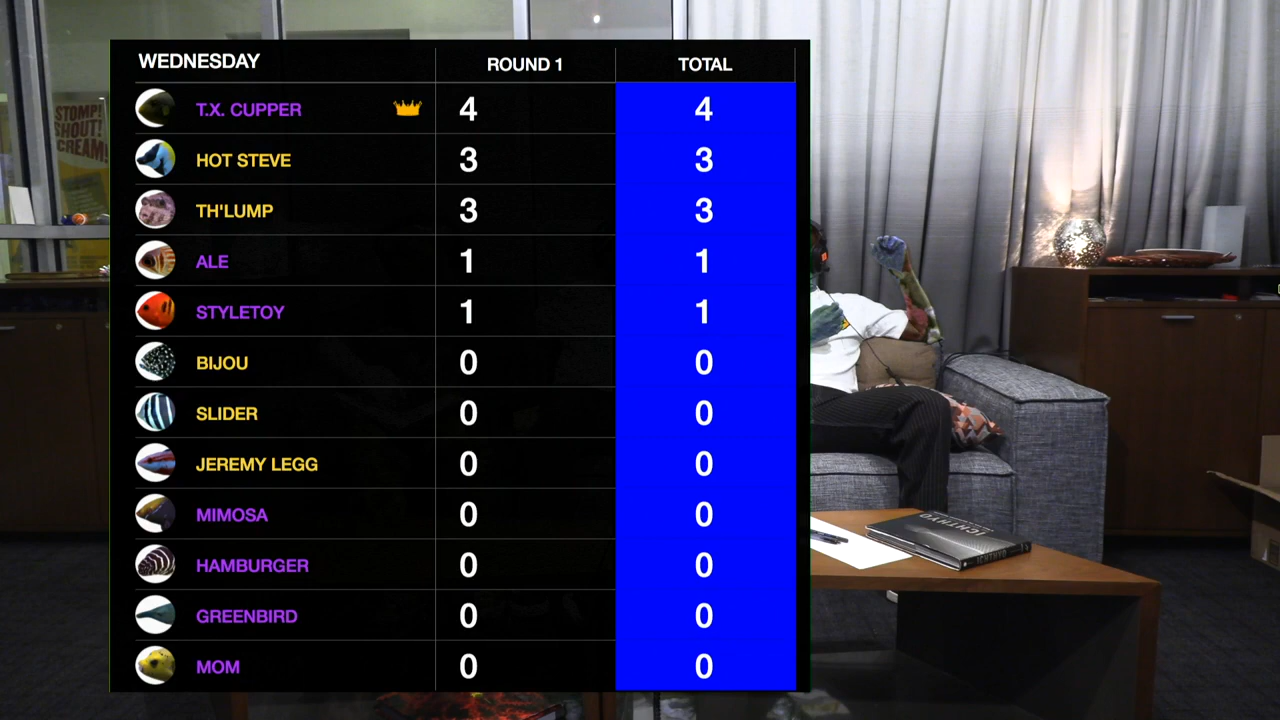 WEDNESDAY ROUND 1 TOTAL
T.X. CUPPER 4 4
HOT STEVE 3 3
TH'LUMP 3 3
ALE 1 1
STYLETOY 1 1
BIJOU 0 0
SLIDER 0 0
JEREMY LEGG 0 0
MIMOSA 0 0
HAMBURGER 0 0
GREENBIRD 0 0
MOM 0 0
STOMP!
SHOUT!
CREAM!
ICHTHYO
ICHTHYO